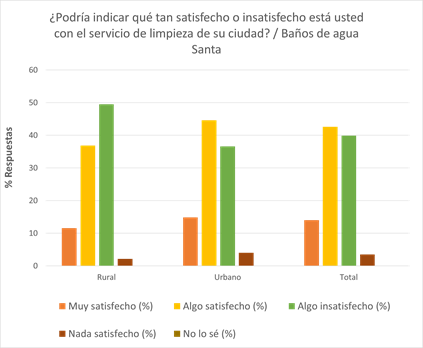 ¿Podría indicar qué tan satisfecho o insatisfecho está usted
con el servicio de limpieza de su ciudad? / Baños de agua
Santa
60
50
40
30
20
10
0
% Respuestas
Rural
Urbano
Total
Muy satisfecho (%)
Algo satisfecho (%)
Algo insatisfecho (%)
Nada satisfecho (%)
No lo sé (%)